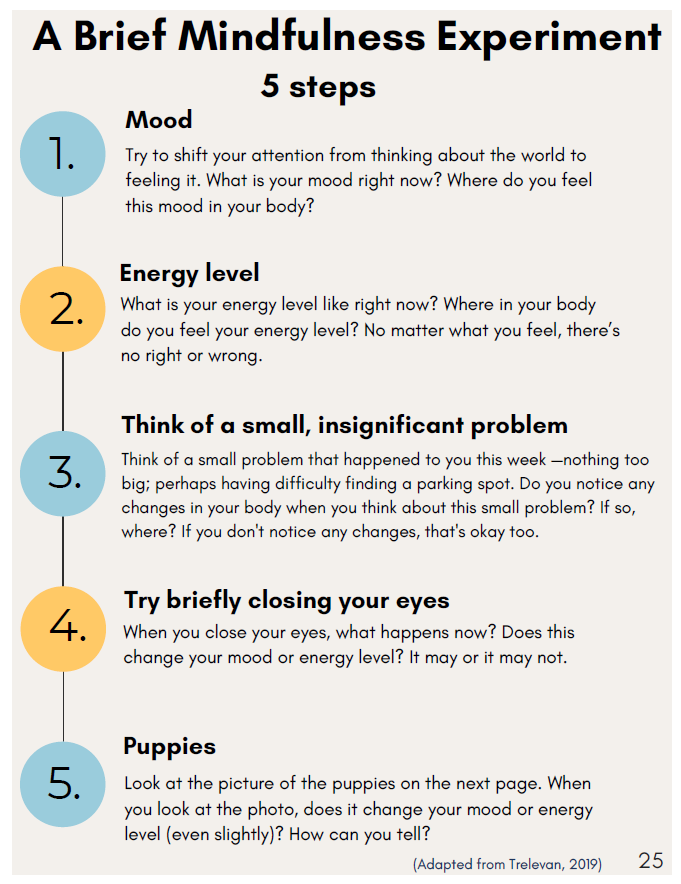 A Brief Mindfulness Experiment
5 steps
1.
Mood
Try to shift your attention from thinking about the world to
feeling it. What is your mood right now? Where do you feel
this mood in your body?
2.
Energy level
What is your energy level like right now? Where in your body
do you feel your energy level? No matter what you feel, there's
no right or wrong.
3.
Think of a small, insignificant problem
Think of a small problem that happened to you this week —nothing too
big; perhaps having difficulty finding a parking spot. Do you notice any
changes in your body when you think about this small problem? If so,
where? If you don't notice any changes, that's okay too.
4.
Try briefly closing your eyes
When you close your eyes, what happens now? Does this
change your mood or energy level? It may or it may not.
5.
Puppies
Look at the picture of the puppies on the next page. When
you look at the photo, does it change your mood or energy
level (even slightly)? How can you tell?
(Adapted from Trelevan, 2019)
25